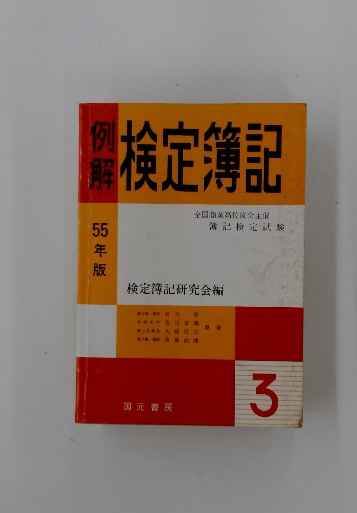 例解
検定簿記
全国商業高校協会主催
簿記検定試験
55年版
検定簿記研究会編
国元書房
3